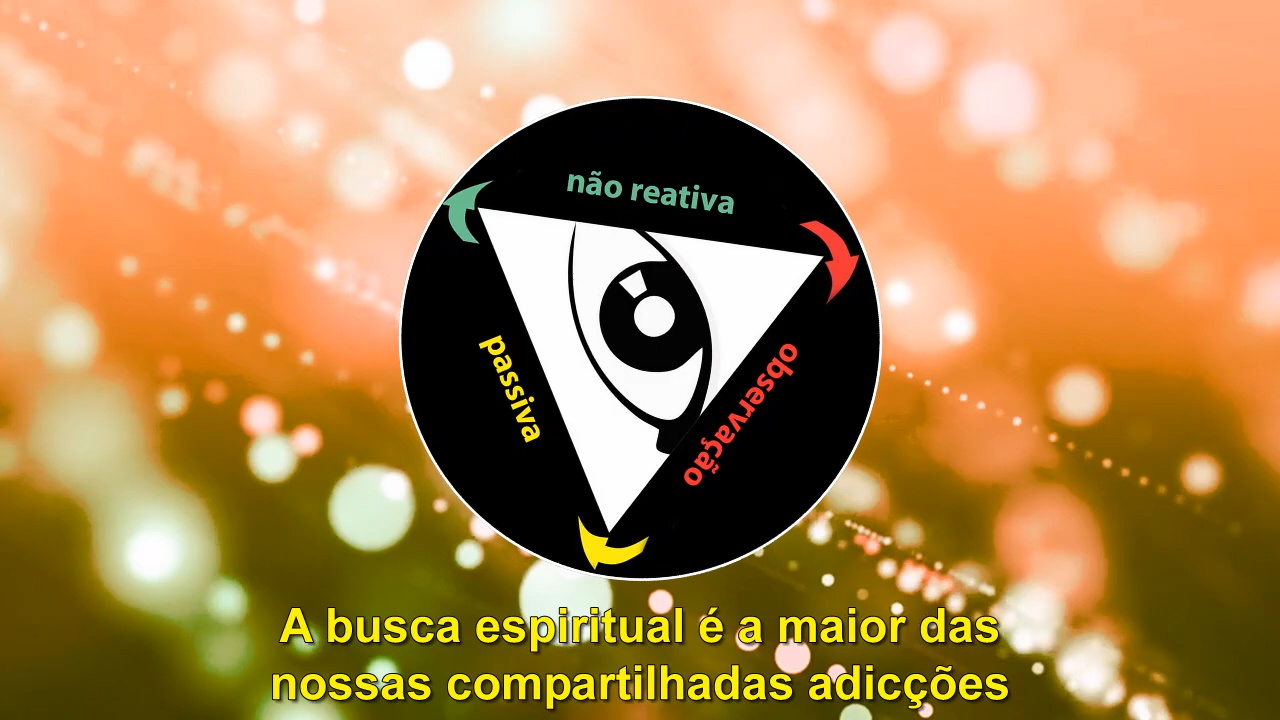 não reativa
passiva
observação
A busca espiritual é a maior das
nossas compartilhadas adicções